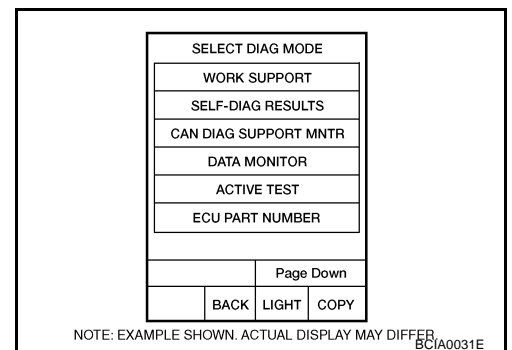 SELECT DIAG MODE
WORK SUPPORT
SELF-DIAG RESULTS
CAN DIAG SUPPORT MNTR
DATA MONITOR
ACTIVE TEST
ECU PART NUMBER
Page Down
BACK LIGHT COPY
NOTE: EXAMPLE SHOWN. ACTUAL DISPLAY MAY DIFFER.
BCIA0031E